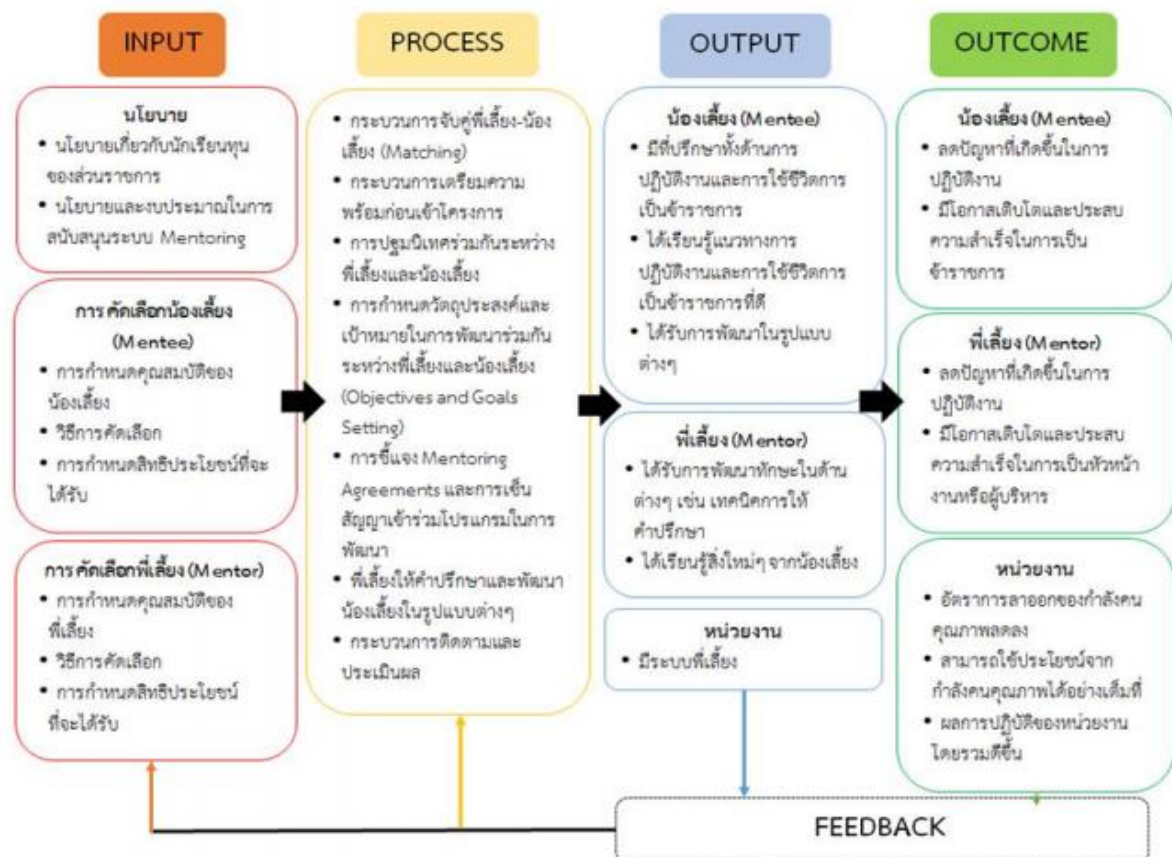 INPUT
นโยบาย
• นโยบายเกี่ยวกับนักเรียนทุน
ของส่วนราชการ
• นโยบายและงบประมาณในการ
สนับสนุนระบบ Mentoring
การคัดเลือกน้องเลี้ยง
(Mentee)
• การกำหนดคุณสมบัติของ
น้องเลี้ยง
• วิธีการคัดเลือก
• การกำหนดสิทธิประโยชน์ที่จะ
ได้รับ
การคัดเลือกพี่เลี้ยง (Mentor)
• การกำหนดคุณสมบัติของ
พี่เลี้ยง
• วิธีการคัดเลือก
• การกำหนดสิทธิประโยชน์
ที่จะได้รับ
PROCESS
• กระบวนการจับคู่พี่เลี้ยง-น้อง
เลี้ยง (Matching)
• กระบวนการเตรียมความ
พร้อมก่อนเข้าโครงการ
• การปฐมนิเทศร่วมกันระหว่าง
พี่เลี้ยงและน้องเลี้ยง
• การกำหนดวัตถุประสงค์และ
เป้าหมายในการพัฒนาร่วมกัน
ระหว่างพี่เลี้ยงและน้องเลี้ยง
(Objectives and Goals
Setting)
• การชี้แจง Mentoring
Agreements และการเซ็น
สัญญาเข้าร่วมโปรแกรมในการ
พัฒนา
• พี่เลี้ยงให้คำปรึกษาและพัฒนา
น้องเลี้ยงในรูปแบบต่างๆ
• กระบวนการติดตามและ
ประเมินผล
OUTPUT
น้องเลี้ยง (Mentee)
• มีที่ปรึกษาทั้งด้านการ
ปฏิบัติงานและการใช้ชีวิตการ
เป็นข้าราชการ
• ได้เรียนรู้แนวทางการ
ปฏิบัติงานและการใช้ชีวิตการ
เป็นข้าราชการที่ดี
• ได้รับการพัฒนาในรูปแบบ
ต่างๆ
พี่เลี้ยง (Mentor)
• ได้รับการพัฒนาทักษะในด้าน
ต่างๆ เช่น เทคนิคการให้
คำปรึกษา
• ได้เรียนรู้สิ่งใหม่ๆ จากน้องเลี้ยง
หน่วยงาน
• มีระบบพี่เลี้ยง
OUTCOME
น้องเลี้ยง (Mentee)
• ลดปัญหาที่เกิดขึ้นในการ
ปฏิบัติงาน
• มีโอกาสเติบโตและประสบ
ความสำเร็จในการเป็น
ข้าราชการ
พี่เลี้ยง (Mentor)
• ลดปัญหาที่เกิดขึ้นในการ
ปฏิบัติงาน
• มีโอกาสเติบโตและประสบ
ความสำเร็จในการเป็นหัวหน้า
งานหรือผู้บริหาร
หน่วยงาน
• อัตราการลาออกของกำลังคน
คุณภาพลดลง
• สามารถใช้ประโยชน์จาก
กำลังคนคุณภาพได้อย่างเต็มที่
• ผลการปฏิบัติของหน่วยงาน
โดยรวมดีขึ้น
FEEDBACK